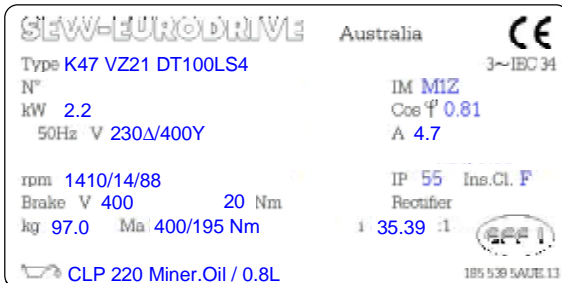 SEW-EURODRIVE Australia CE
Type K47 VZ21 DT100LS4 3~IEC 34
N° IM M1Z
kW 2.2 Cos φ 0.81
50Hz V 230Δ/400Y A 4.7
rpm 1410/14/88 IP 55 Ins.Cl. F
Brake V 400 20 Nm Rectifier
kg 97.0 Ma 400/195 Nm i 35.39 :1
EFF 1
CLP 220 Miner.Oil / 0.8L 185 539 5AUE.13